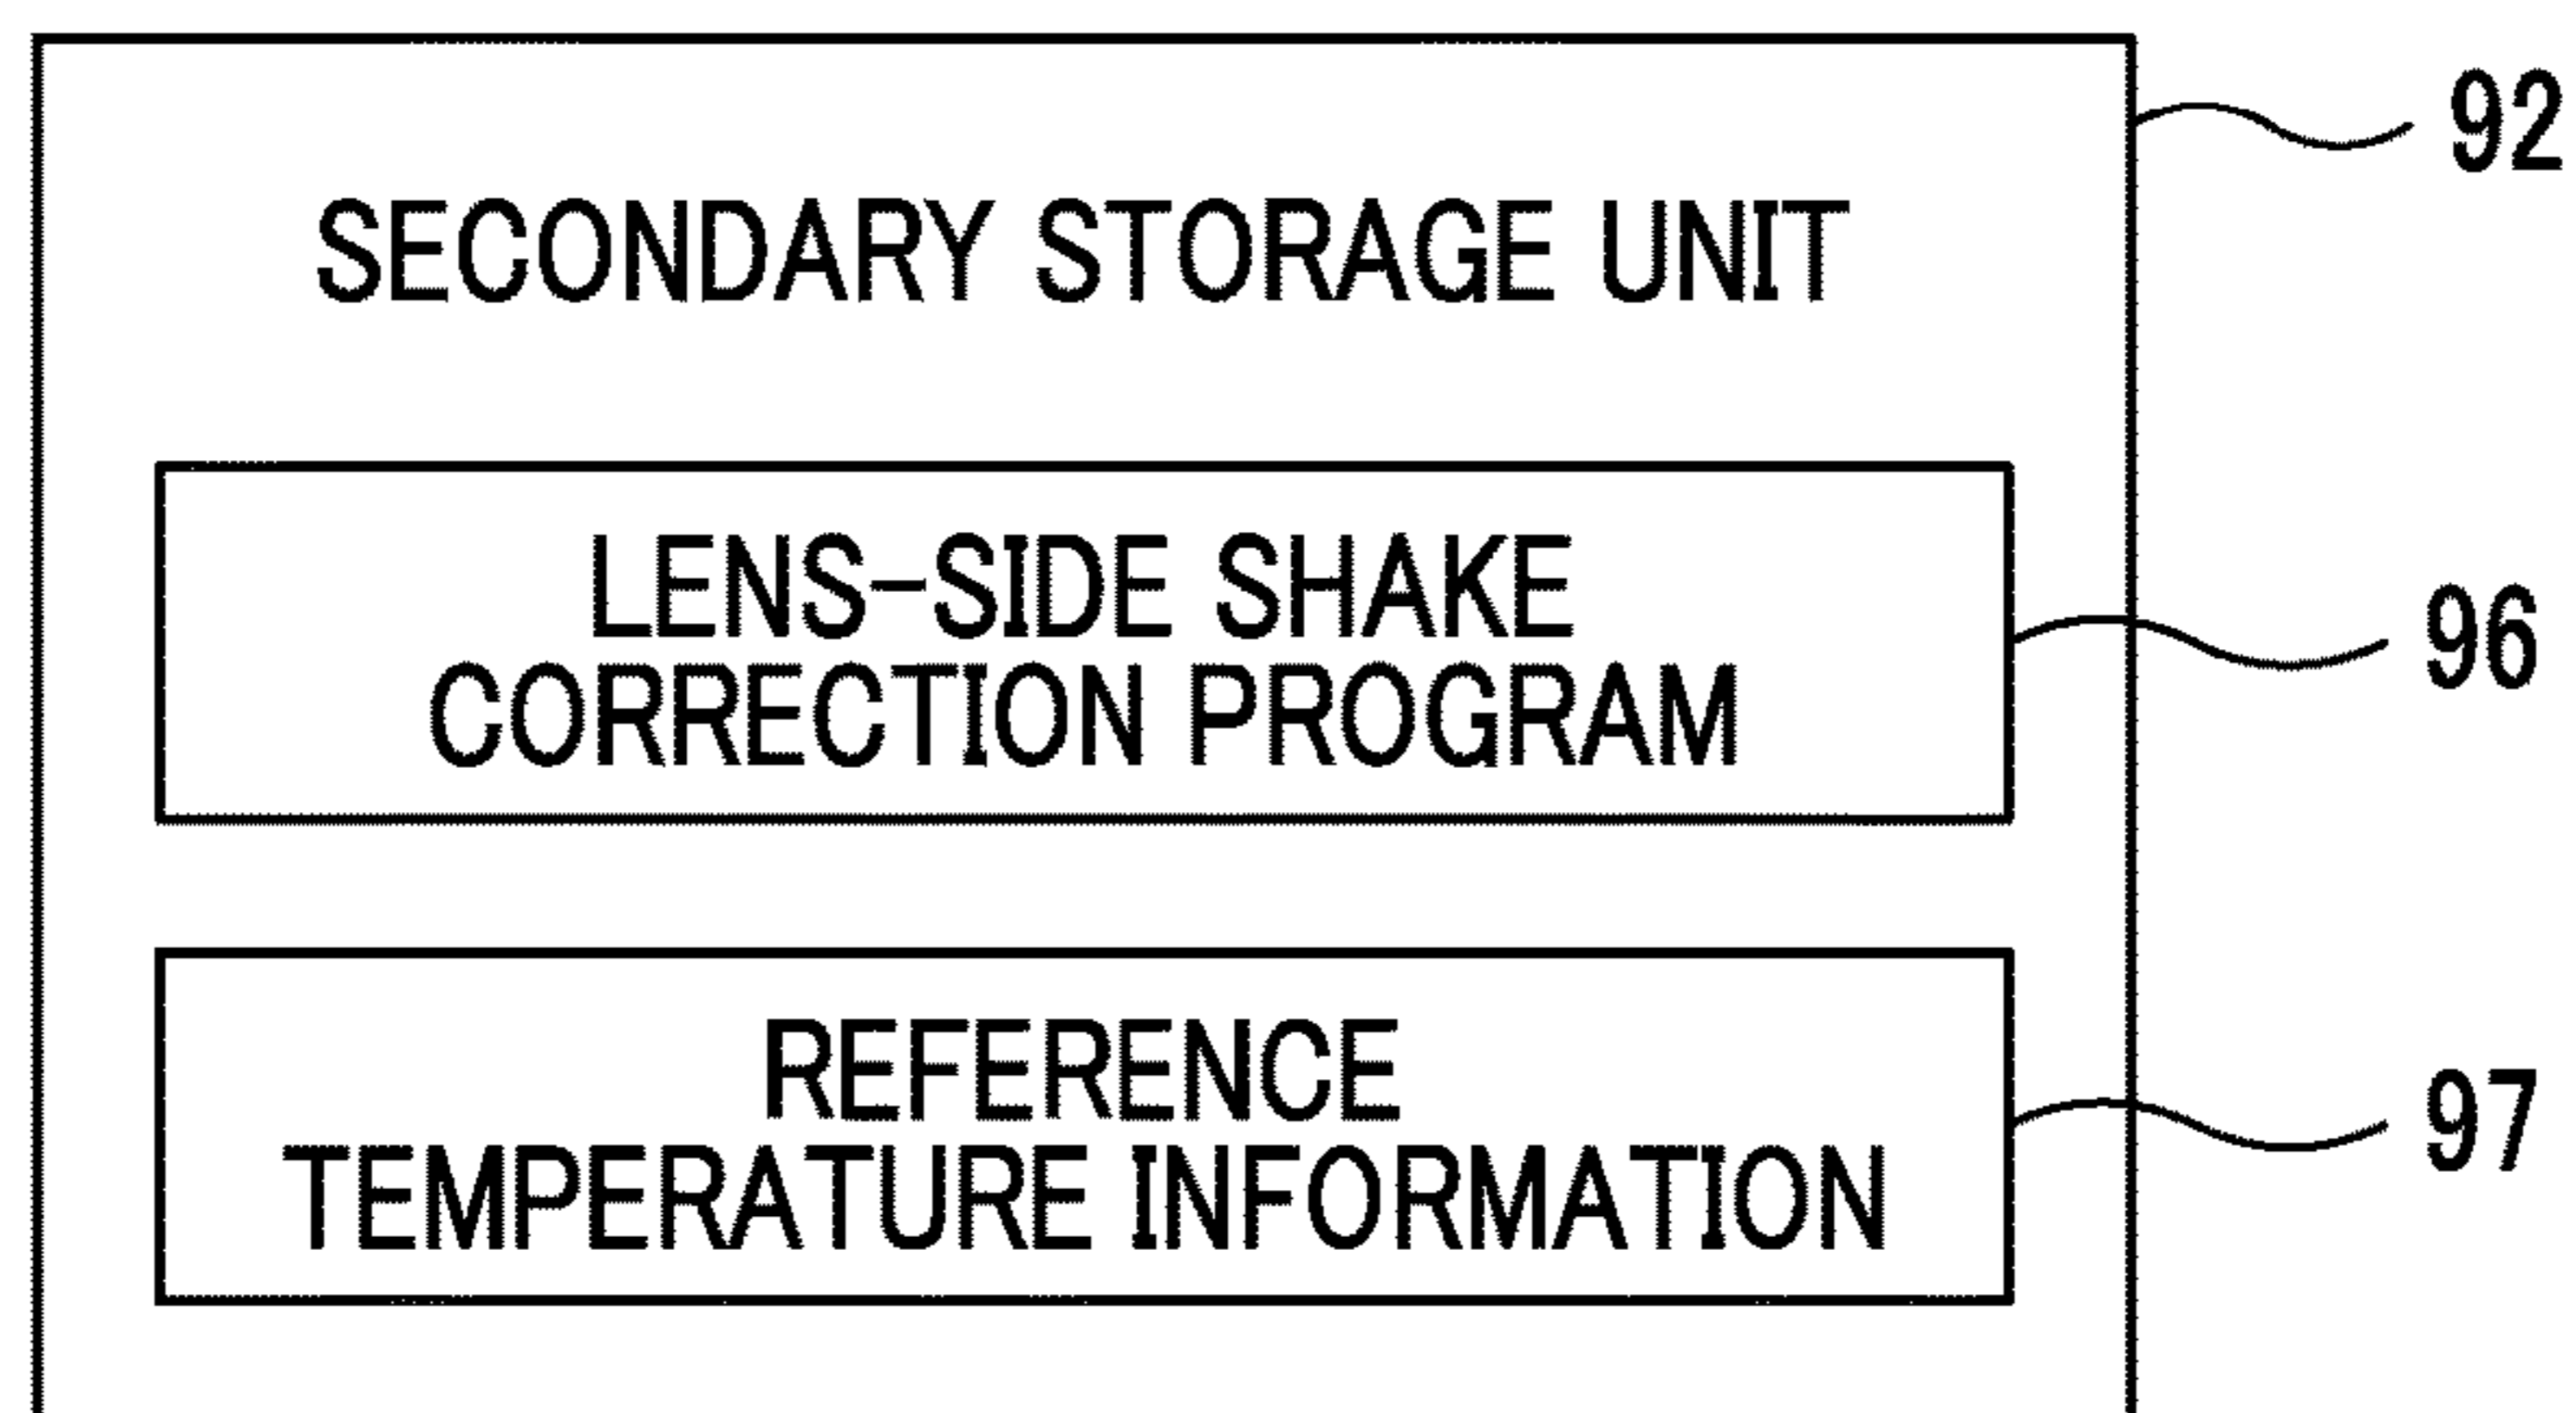 92
SECONDARY STORAGE UNIT
LENS-SIDE SHAKE
CORRECTION PROGRAM
96
REFERENCE
TEMPERATURE INFORMATION
97